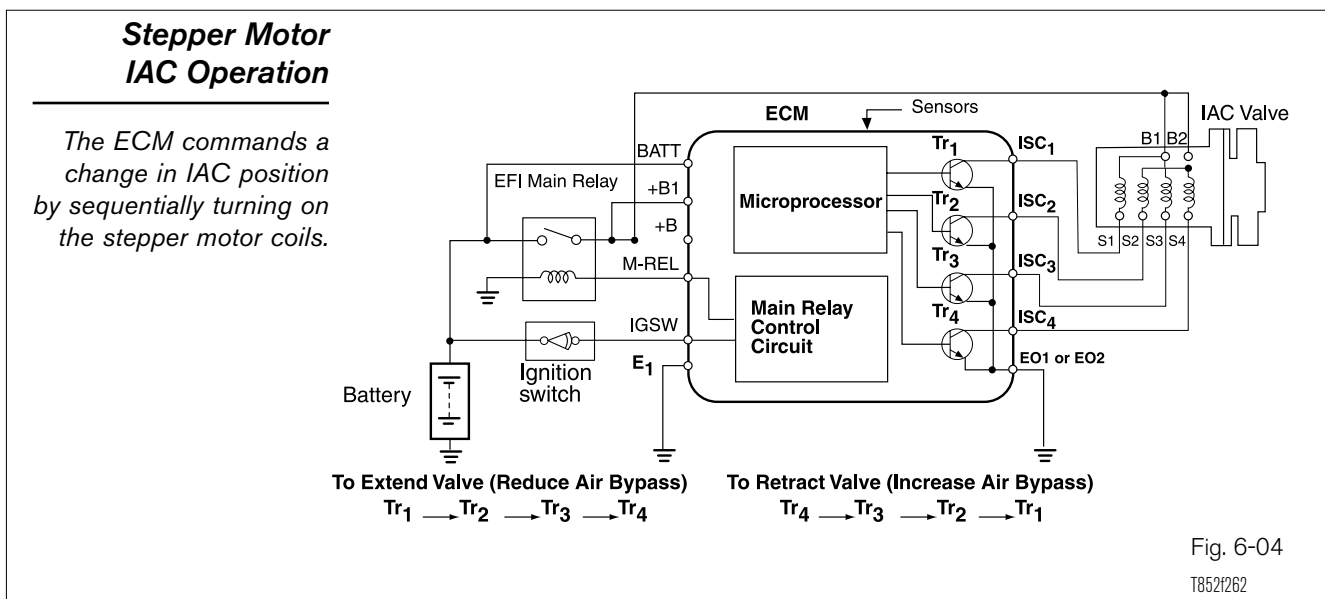 Stepper Motor
IAC Operation
The ECM commands a
change in IAC position
by sequentially turning on
the stepper motor coils.
ECM
Sensors
IAC Valve
BATT
EFI Main Relay
+B1
+B
M-REL
IGSW
E1
Ignition
switch
Battery
Microprocessor
Main Relay
Control
Circuit
Tr1
Tr2
Tr3
Tr4
ISC1
ISC2
ISC3
ISC4
EO1 or EO2
B1 B2
S1 S2 S3 S4
To Extend Valve (Reduce Air Bypass)
Tr1 → Tr2 → Tr3 → Tr4
To Retract Valve (Increase Air Bypass)
Tr4 → Tr3 → Tr2 → Tr1
Fig. 6-04
T852f262